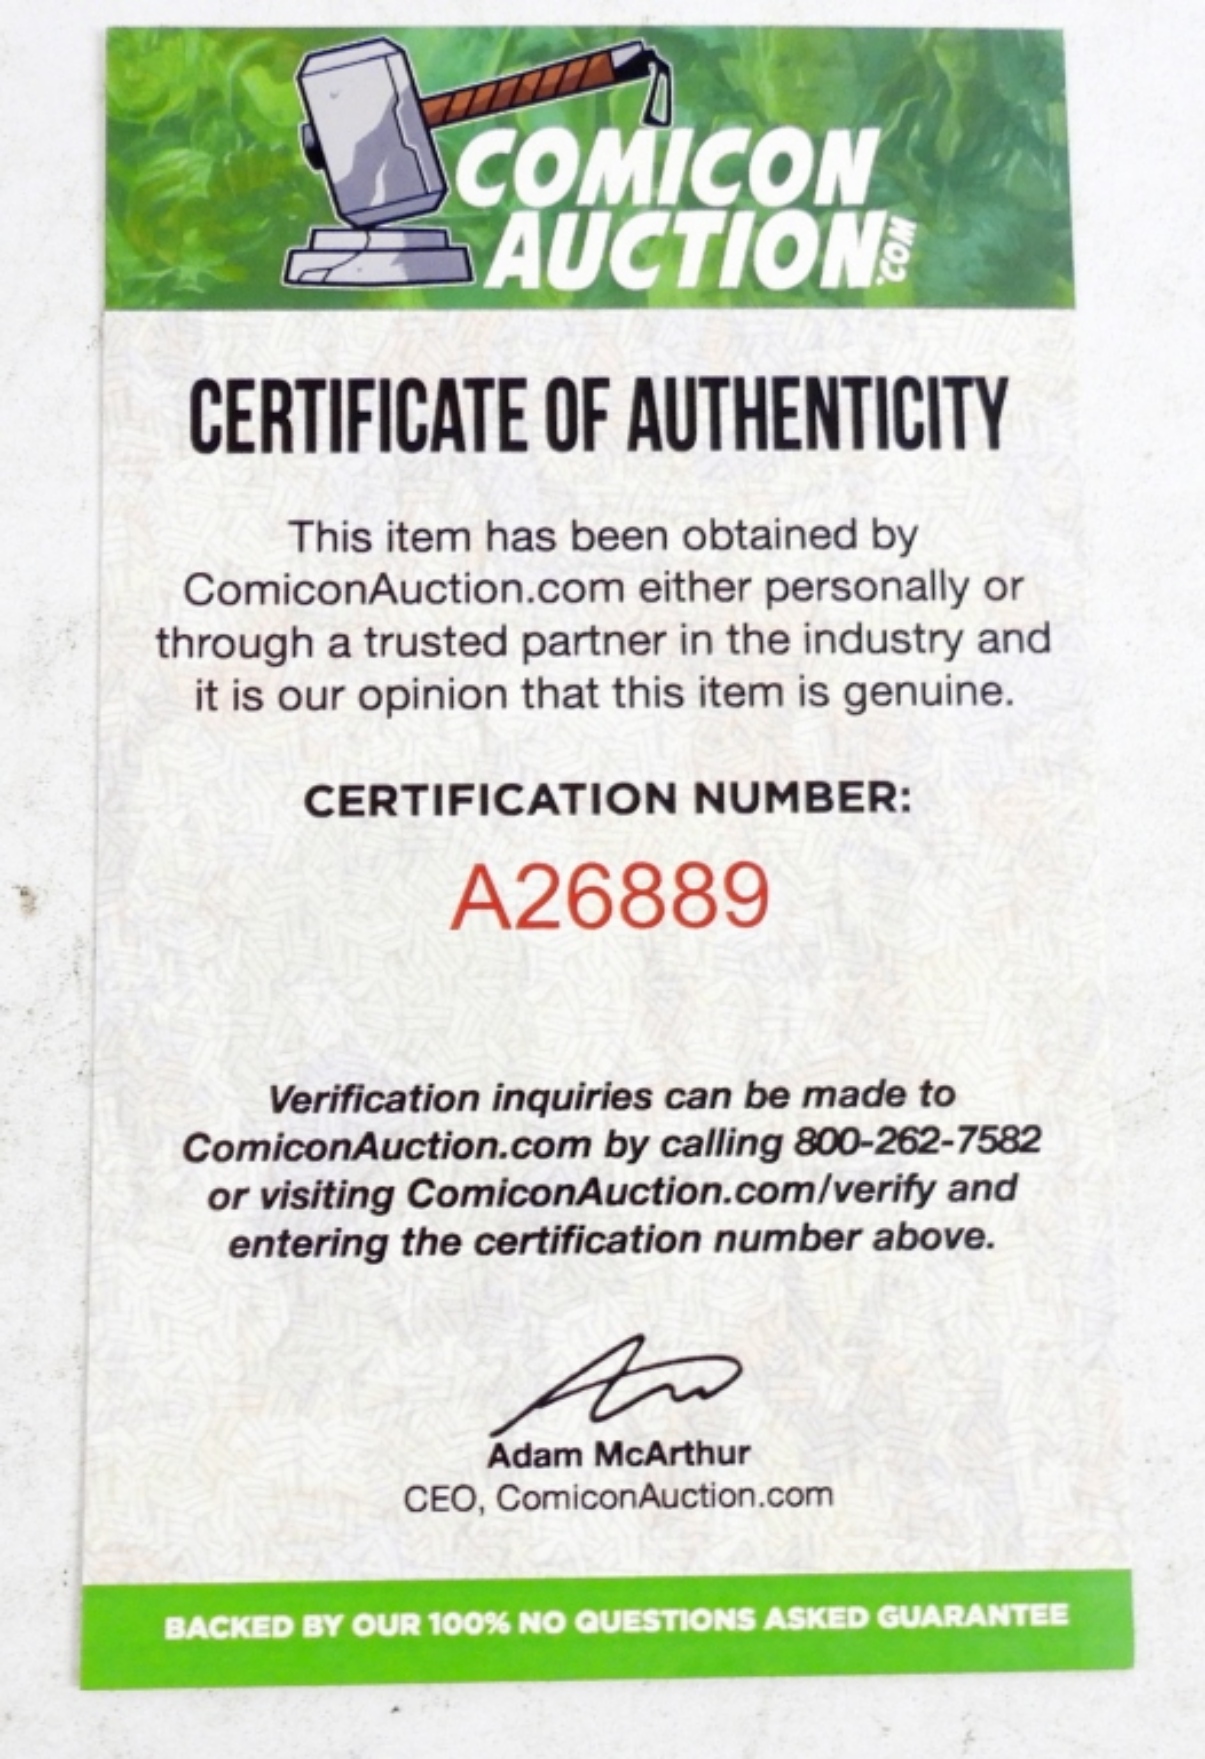 COMICON
AUCTION.COM
CERTIFICATE OF AUTHENTICITY
This item has been obtained by
ComiconAuction.com either personally or
through a trusted partner in the industry and
it is our opinion that this item is genuine.
CERTIFICATION NUMBER:
A26889
Verification inquiries can be made to
ComiconAuction.com by calling 800-262-7582
or visiting ComiconAuction.com/verify and
entering the certification number above.
Adam McArthur
CEO, ComiconAuction.com
BACKED BY OUR 100% NO QUESTIONS ASKED GUARANTEE